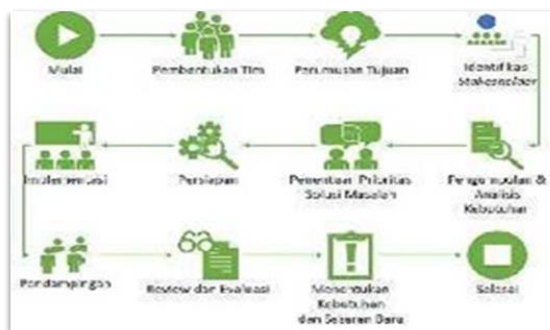 Mulai
Pembentukan Tim
Perumusan Tujuan
Identifikasi
Stakeholder
Pengumpulan &
Analisis
Kebutuhan
Penentuan Prioritas
Solusi Masalah
Persiapan
Implementasi
Pendampingan
Review dan Evaluasi
Menentukan
Kebutuhan
dan Sasaran Baru
Selesai